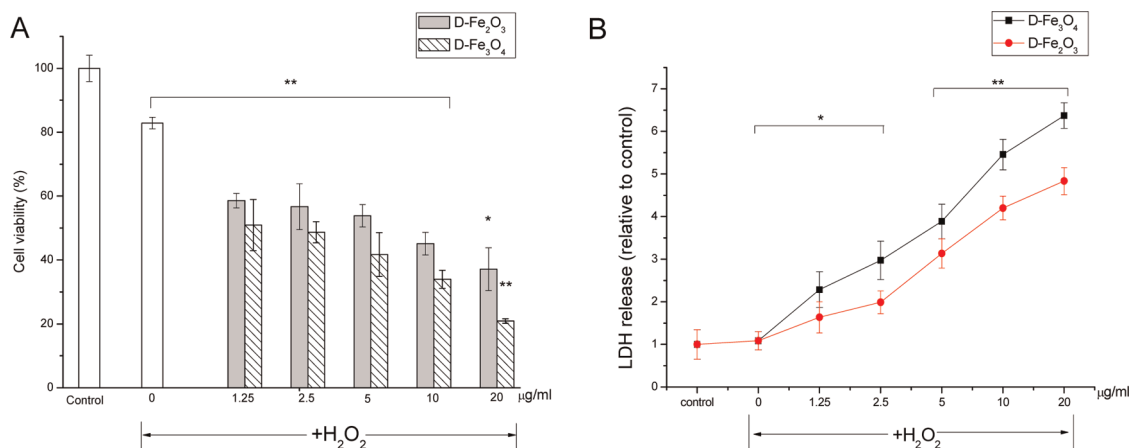 A
D-Fe₂O₃
D-Fe₃O₄
Cell viability (%)
100
80
60
40
20
0
**
*
**
Control
0
1.25
2.5
5
10
20
μg/ml
+H₂O₂
B
D-Fe₃O₄
D-Fe₂O₃
LDH release (relative to control)
7
6
5
4
3
2
1
0
*
**
control
0
1.25
2.5
5
10
20
μg/ml
+H₂O₂